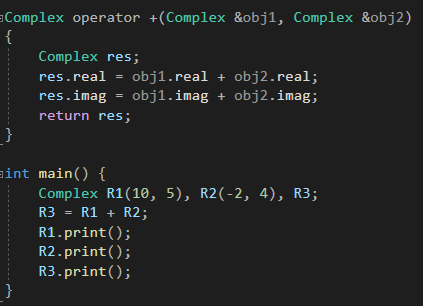 Complex operator +(Complex &obj1, Complex &obj2)
{
    Complex res;
    res.real = obj1.real + obj2.real;
    res.imag = obj1.imag + obj2.imag;
    return res;
}

int main() {
    Complex R1(10, 5), R2(-2, 4), R3;
    R3 = R1 + R2;
    R1.print();
    R2.print();
    R3.print();
}